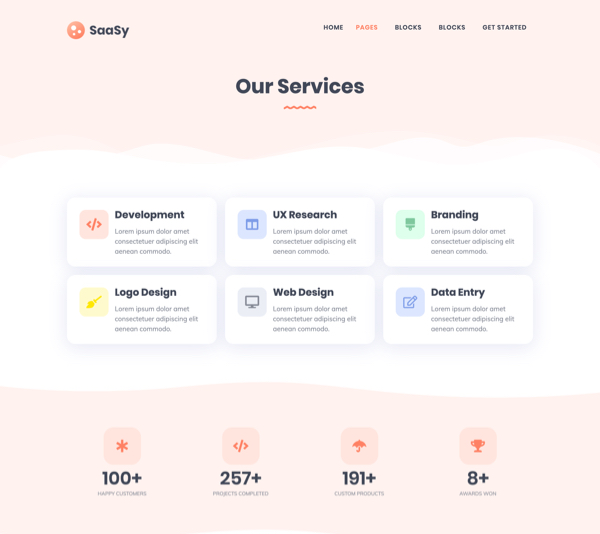 SaaSy
HOME PAGES BLOCKS BLOCKS GET STARTED
Our Services
Development
Lorem ipsum dolor amet
consectetuer adipiscing elit
aenean commodo.
UX Research
Lorem ipsum dolor amet
consectetuer adipiscing elit
aenean commodo.
Branding
Lorem ipsum dolor amet
consectetuer adipiscing elit
aenean commodo.
Logo Design
Lorem ipsum dolor amet
consectetuer adipiscing elit
aenean commodo.
Web Design
Lorem ipsum dolor amet
consectetuer adipiscing elit
aenean commodo.
Data Entry
Lorem ipsum dolor amet
consectetuer adipiscing elit
aenean commodo.
100+
HAPPY CUSTOMERS
257+
PROJECTS COMPLETED
191+
CUSTOM PRODUCTS
8+
AWARDS WON